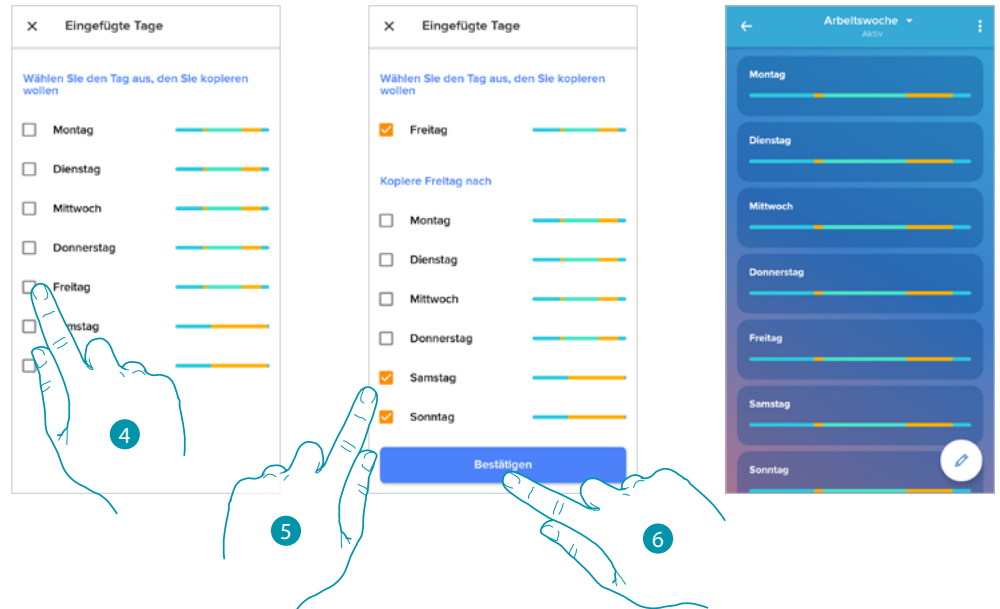 Eingefügte Tage
Wählen Sie den Tag aus, den Sie kopieren
wollen
Montag
Dienstag
Mittwoch
Donnerstag
Freitag
mstag
4
Eingefügte Tage
Wählen Sie den Tag aus, den Sie kopieren
wollen
Freitag
Kopiere Freitag nach
Montag
Dienstag
Mittwoch
Donnerstag
Samstag
Sonntag
Bestätigen
5
6
Arbeitswoche
Aktiv
Montag
Dienstag
Mittwoch
Donnerstag
Freitag
Samstag
Sonntag